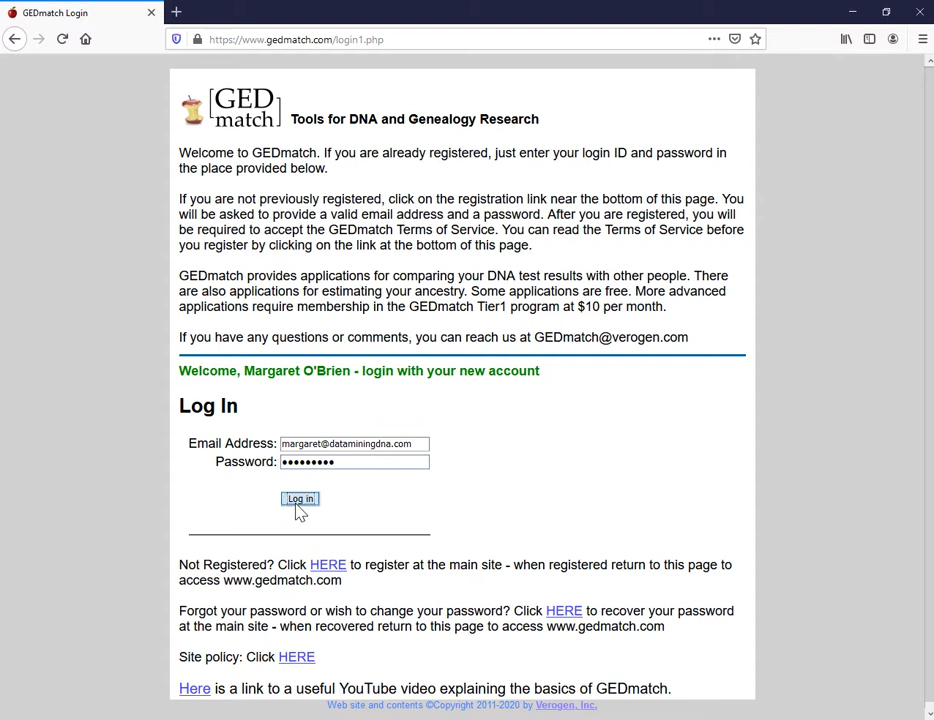 GEDmatch Login
https://www.gedmatch.com/login1.php
GED
match
Tools for DNA and Genealogy Research
Welcome to GEDmatch. If you are already registered, just enter your login ID and password in
the place provided below.
If you are not previously registered, click on the registration link near the bottom of this page. You
will be asked to provide a valid email address and a password. After you are registered, you will
be required to accept the GEDmatch Terms of Service. You can read the Terms of Service before
you register by clicking on the link at the bottom of this page.
GEDmatch provides applications for comparing your DNA test results with other people. There
are also applications for estimating your ancestry. Some applications are free. More advanced
applications require membership in the GEDmatch Tier1 program at $10 per month.
If you have any questions or comments, you can reach us at GEDmatch@verogen.com
Welcome, Margaret O'Brien - login with your new account
Log In
Email Address: margaret@dataminingdna.com
Password: •••••••••
Log in
Not Registered? Click HERE to register at the main site - when registered return to this page to
access www.gedmatch.com
Forgot your password or wish to change your password? Click HERE to recover your password
at the main site - when recovered return to this page to access www.gedmatch.com
Site policy: Click HERE
Here is a link to a useful YouTube video explaining the basics of GEDmatch.
Web site and contents ©Copyright 2011-2020 by Verogen, Inc.